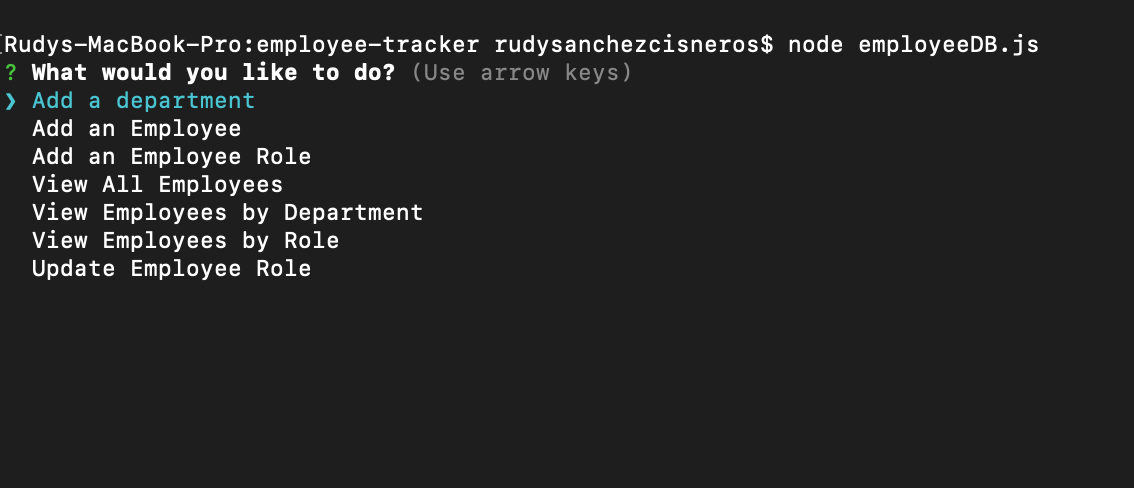 [Rudys-MacBook-Pro:employee-tracker rudysanchezcisneros$ node employeeDB.js
? What would you like to do? (Use arrow keys)
❯ Add a department
Add an Employee
Add an Employee Role
View All Employees
View Employees by Department
View Employees by Role
Update Employee Role